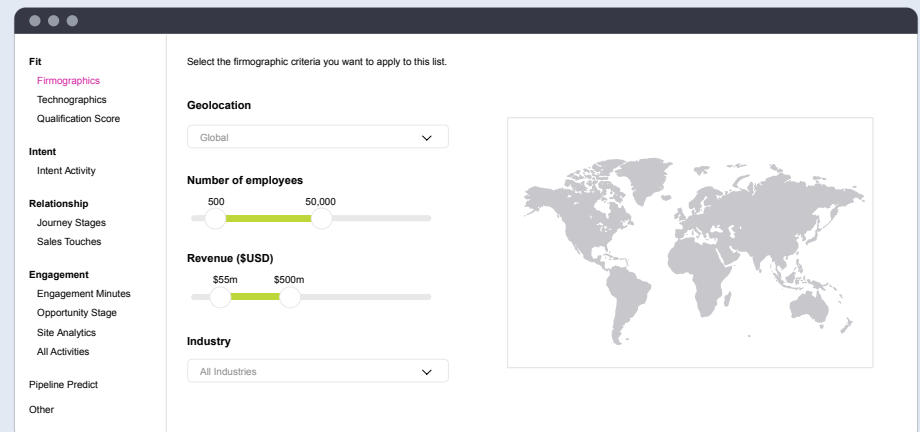 Fit
Firmographics
Technographics
Qualification Score
Intent
Intent Activity
Relationship
Journey Stages
Sales Touches
Engagement
Engagement Minutes
Opportunity Stage
Site Analytics
All Activities
Pipeline Predict
Other
Select the firmographic criteria you want to apply to this list.
Geolocation
Global
Number of employees
500 50,000
Revenue ($USD)
$55m $500m
Industry
All Industries